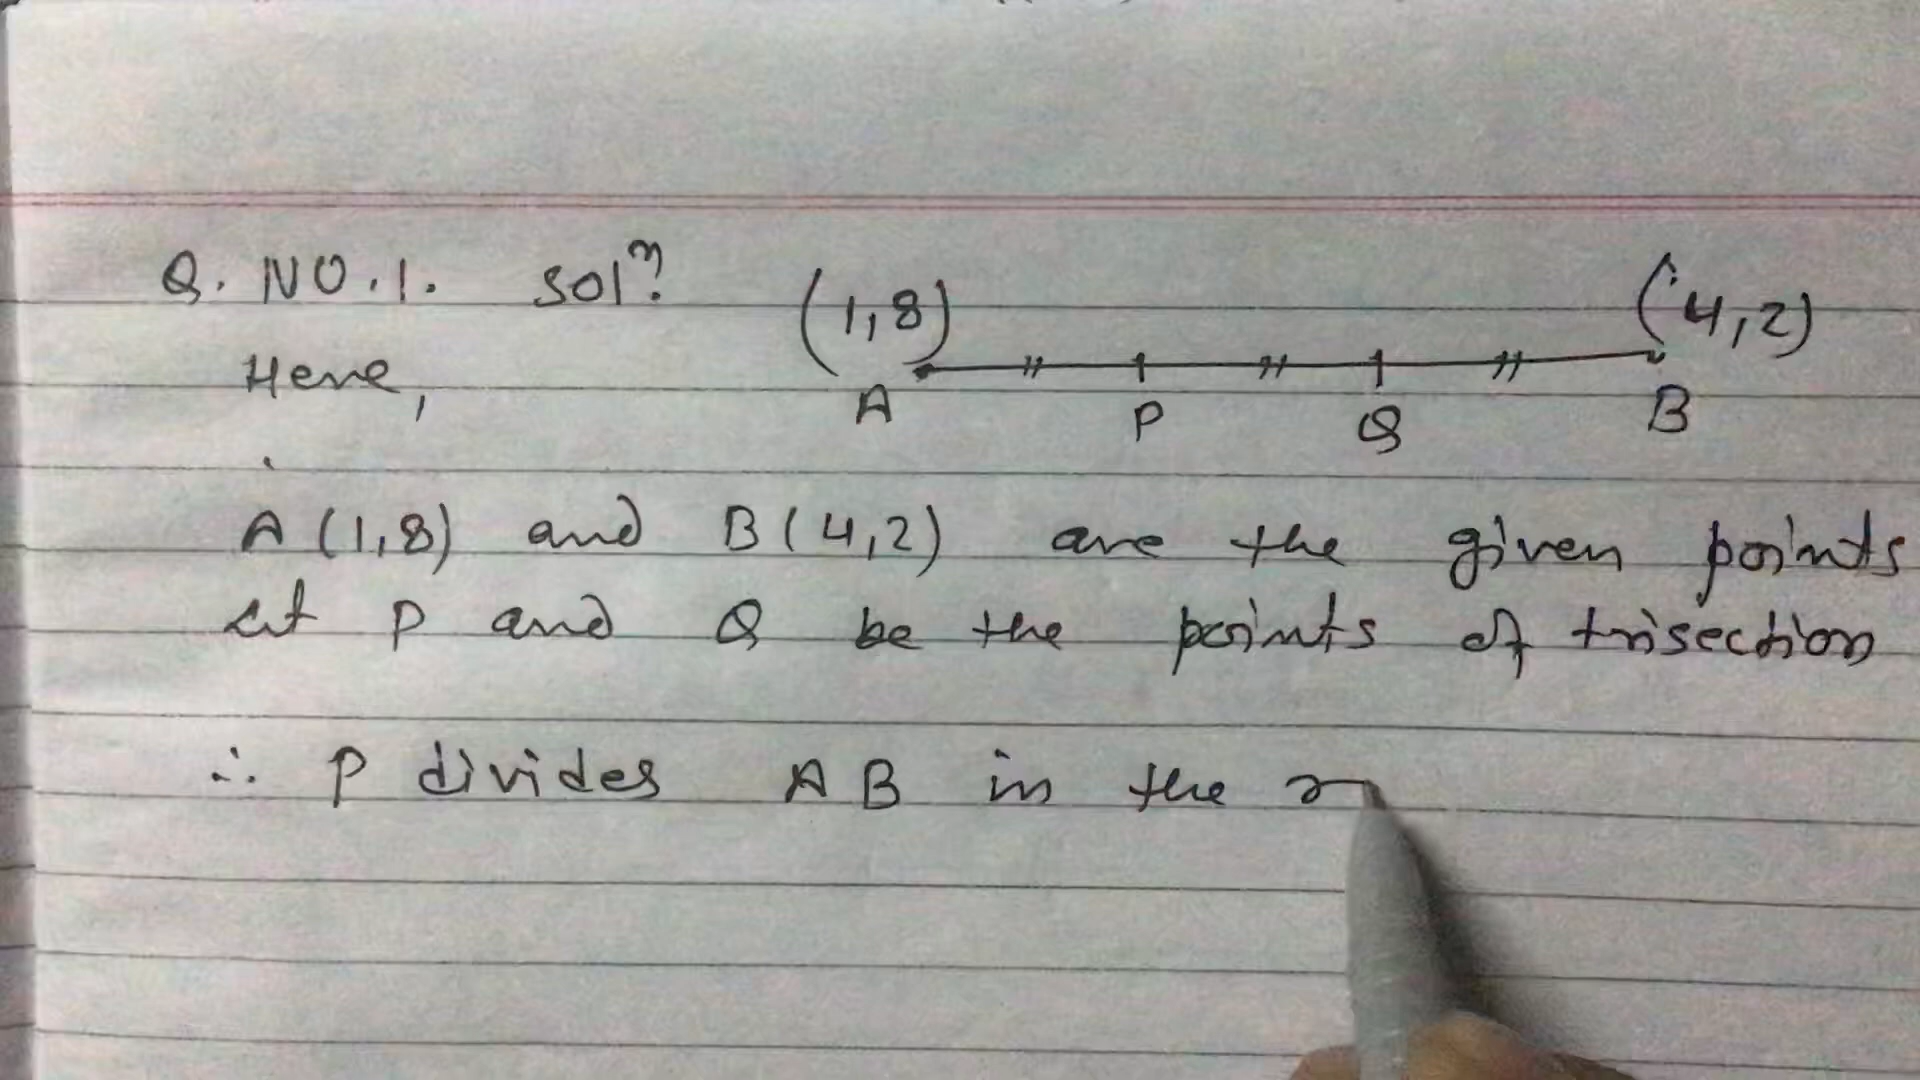 Q. NO.1. solⁿ
(1,8) (4,2)
Here,
A P Q B
A(1,8) and B(4,2) are the given points
Let P and Q be the points of trisection
∴ P divides AB in the